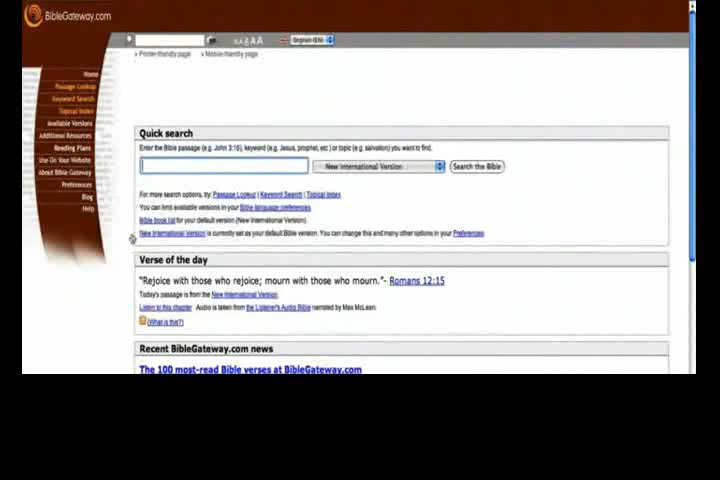 BibleGateway.com
AAAA
English (EN)
» Printer-friendly page » Mobile-friendly page
Home
Passage Lookup
Keyword Search
Topical Index
Available Versions
Additional Resources
Reading Plans
Use On Your Website
About Bible Gateway
Preferences
Blog
Help
Quick search
Enter the Bible passage (e.g. John 3:16), keyword (e.g. Jesus, prophet, etc.) or topic (e.g. salvation) you want to find.
New International Version
Search the Bible
For more search options, try: Passage Lookup | Keyword Search | Topical Index
You can limit available versions in your Bible language preferences.
Bible book list for your default version (New International Version).
New International Version is currently set as your default Bible version. You can change this and many other options in your Preferences
Verse of the day
"Rejoice with those who rejoice; mourn with those who mourn."- Romans 12:15
Today's passage is from the New International Version.
Listen to this chapter Audio is taken from the Listener's Audio Bible narrated by Max McLean.
(What is this?)
Recent BibleGateway.com news
The 100 most-read Bible verses at BibleGateway.com